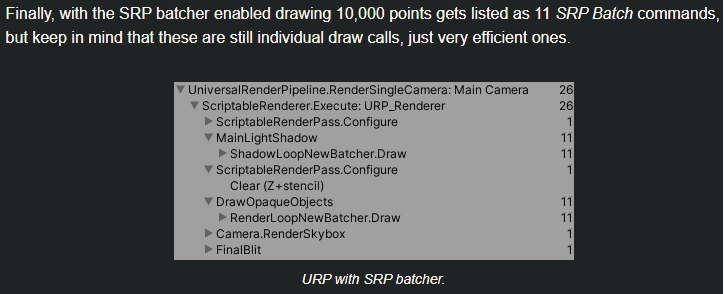 Finally, with the SRP batcher enabled drawing 10,000 points gets listed as 11 SRP Batch commands,
but keep in mind that these are still individual draw calls, just very efficient ones.
UniversalRenderPipeline.RenderSingleCamera: Main Camera 26
ScriptableRenderer.Execute: URP_Renderer 26
ScriptableRenderPass.Configure 1
MainLightShadow 11
ShadowLoopNewBatcher.Draw 11
ScriptableRenderPass.Configure 1
Clear (Z+stencil)
DrawOpaqueObjects 11
RenderLoopNewBatcher.Draw 11
Camera.RenderSkybox 1
FinalBlit 1
URP with SRP batcher.